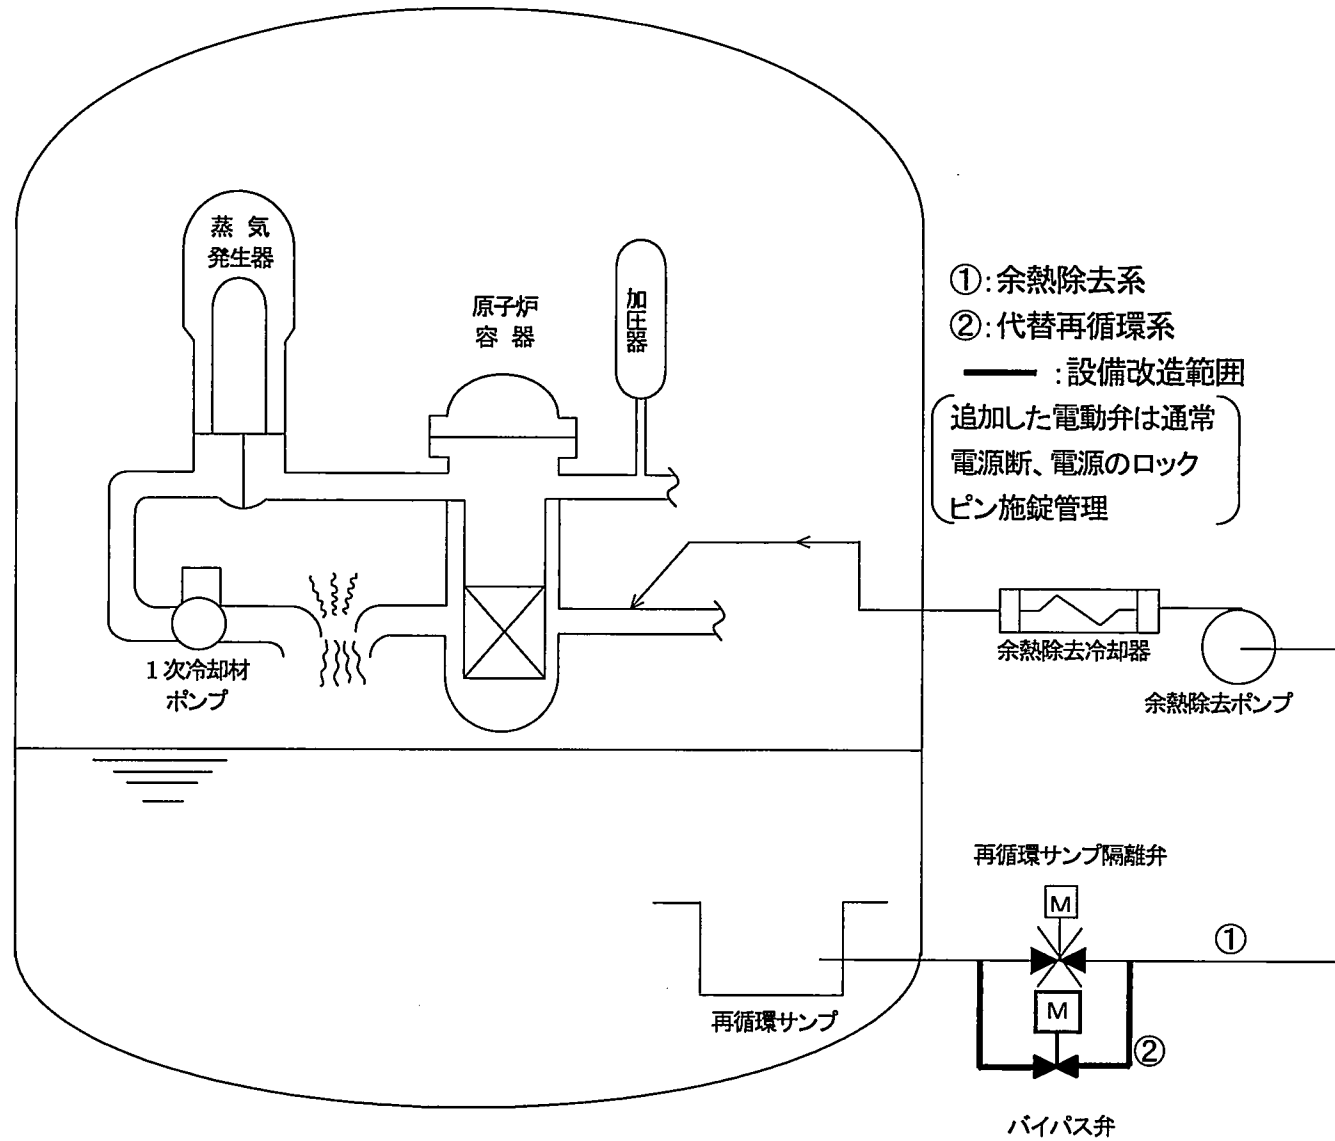 蒸 気
発生器
原子炉
容 器
加圧器
①:余熱除去系
②:代替再循環系
:設備改造範囲
追加した電動弁は通常
電源断、電源のロック
ピン施錠管理
1次冷却材
ポンプ
余熱除去冷却器
余熱除去ポンプ
再循環サンプ隔離弁
M
①
再循環サンプ
M
②
バイパス弁